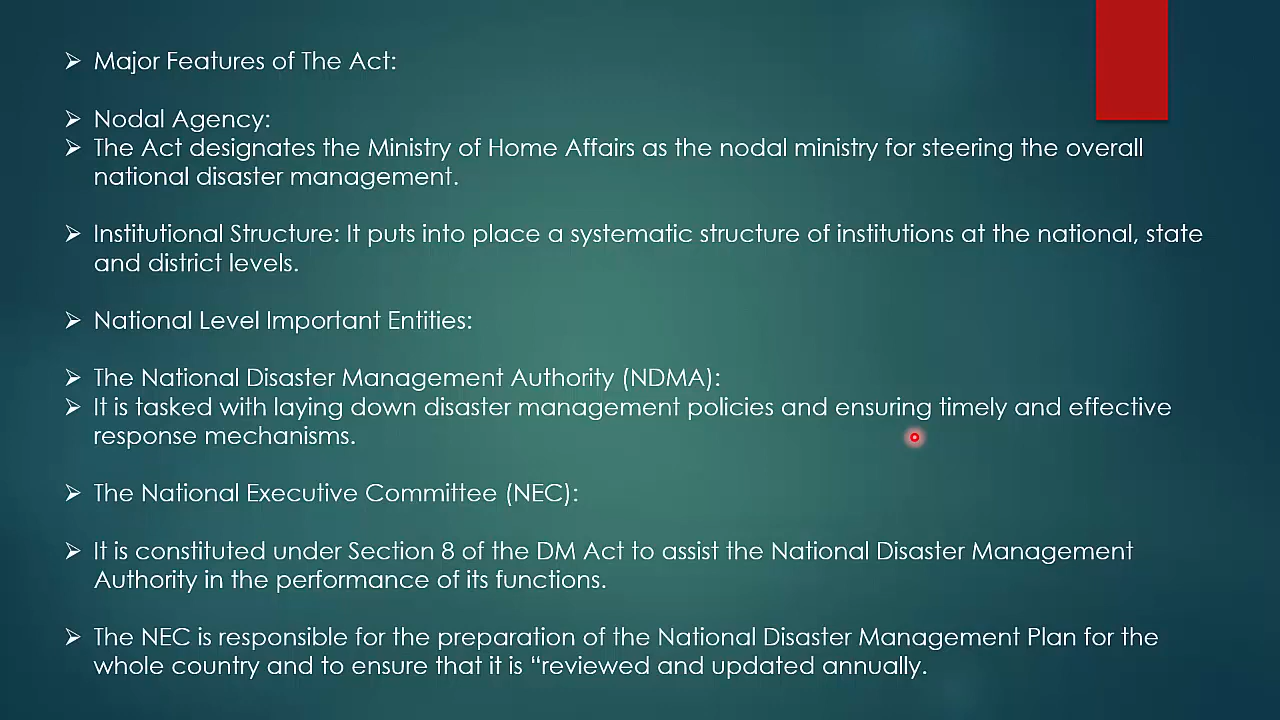 ➢ Major Features of The Act:
➢ Nodal Agency:
➢ The Act designates the Ministry of Home Affairs as the nodal ministry for steering the overall
national disaster management.
➢ Institutional Structure: It puts into place a systematic structure of institutions at the national, state
and district levels.
➢ National Level Important Entities:
➢ The National Disaster Management Authority (NDMA):
➢ It is tasked with laying down disaster management policies and ensuring timely and effective
response mechanisms.
➢ The National Executive Committee (NEC):
➢ It is constituted under Section 8 of the DM Act to assist the National Disaster Management
Authority in the performance of its functions.
➢ The NEC is responsible for the preparation of the National Disaster Management Plan for the
whole country and to ensure that it is “reviewed and updated annually.